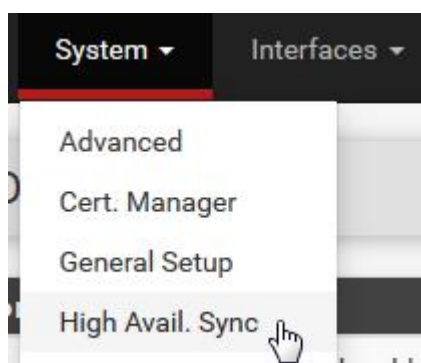 System Interfaces
Advanced
Cert. Manager
General Setup
High Avail. Sync